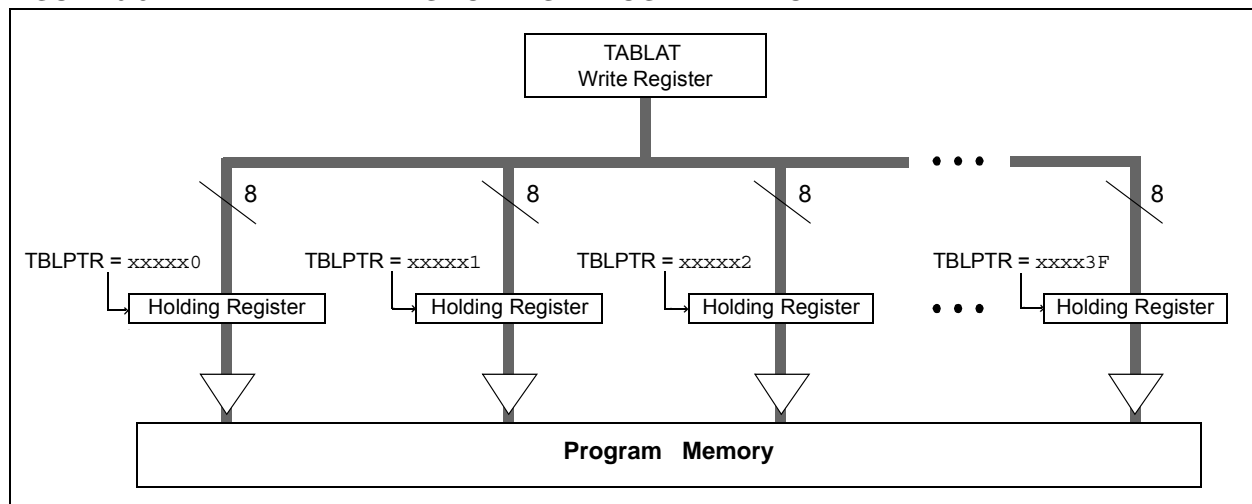 TABLAT
Write Register
8 8 8 8
TBLPTR = xxxxx0 TBLPTR = xxxxx1 TBLPTR = xxxxx2 TBLPTR = xxxx3F
Holding Register Holding Register Holding Register Holding Register
Program Memory